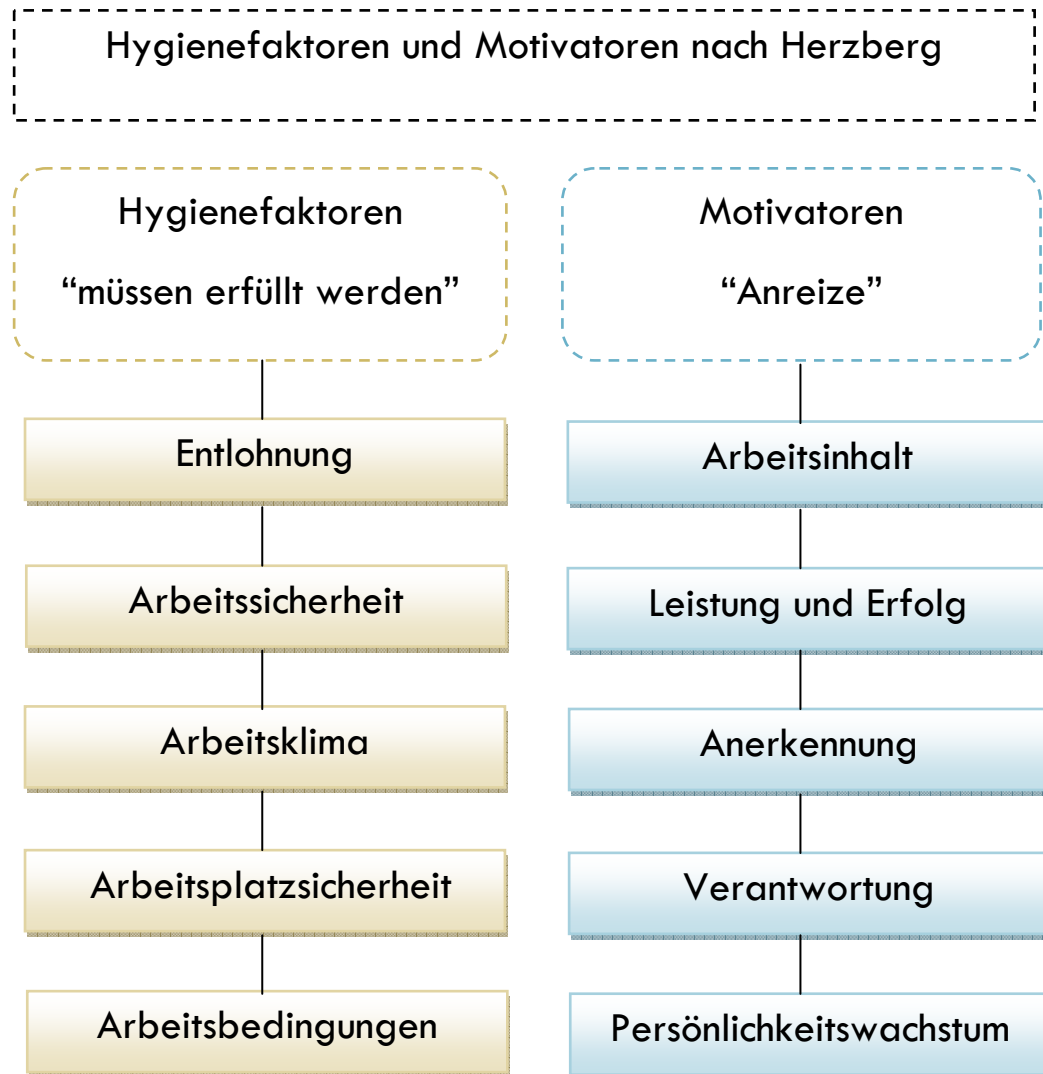 Hygienefaktoren und Motivatoren nach Herzberg
Hygienefaktoren
“müssen erfüllt werden”
Entlohnung
Arbeitssicherheit
Arbeitsklima
Arbeitsplatzsicherheit
Arbeitsbedingungen
Motivatoren
“Anreize”
Arbeitsinhalt
Leistung und Erfolg
Anerkennung
Verantwortung
Persönlichkeitswachstum